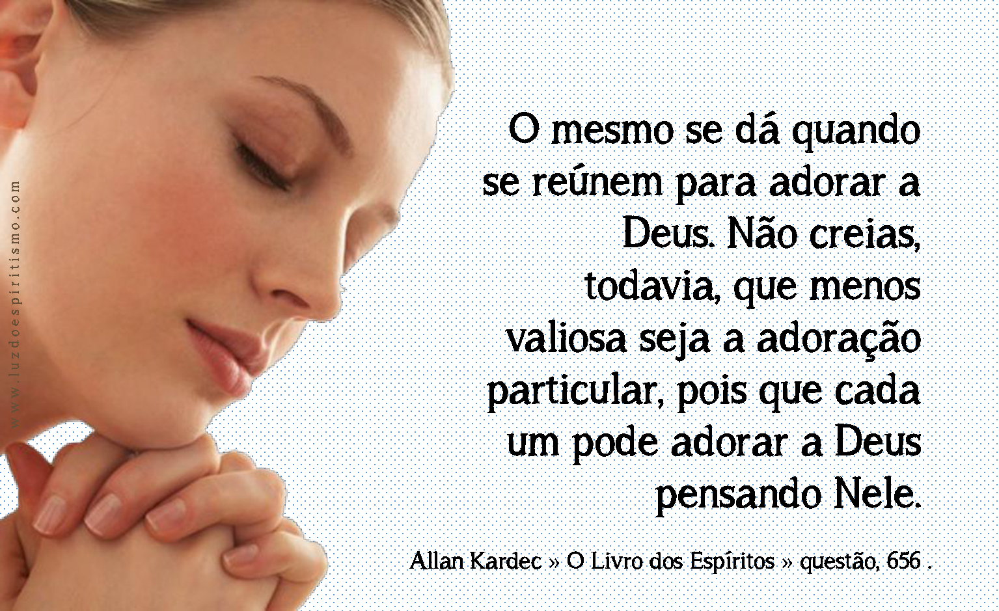 O mesmo se dá quando
se reúnem para adorar a
Deus. Não creias,
todavia, que menos
valiosa seja a adoração
particular, pois que cada
um pode adorar a Deus
pensando Nele.
Allan Kardec » O Livro dos Espíritos » questão, 656 .
www.luzdoespiritismo.com